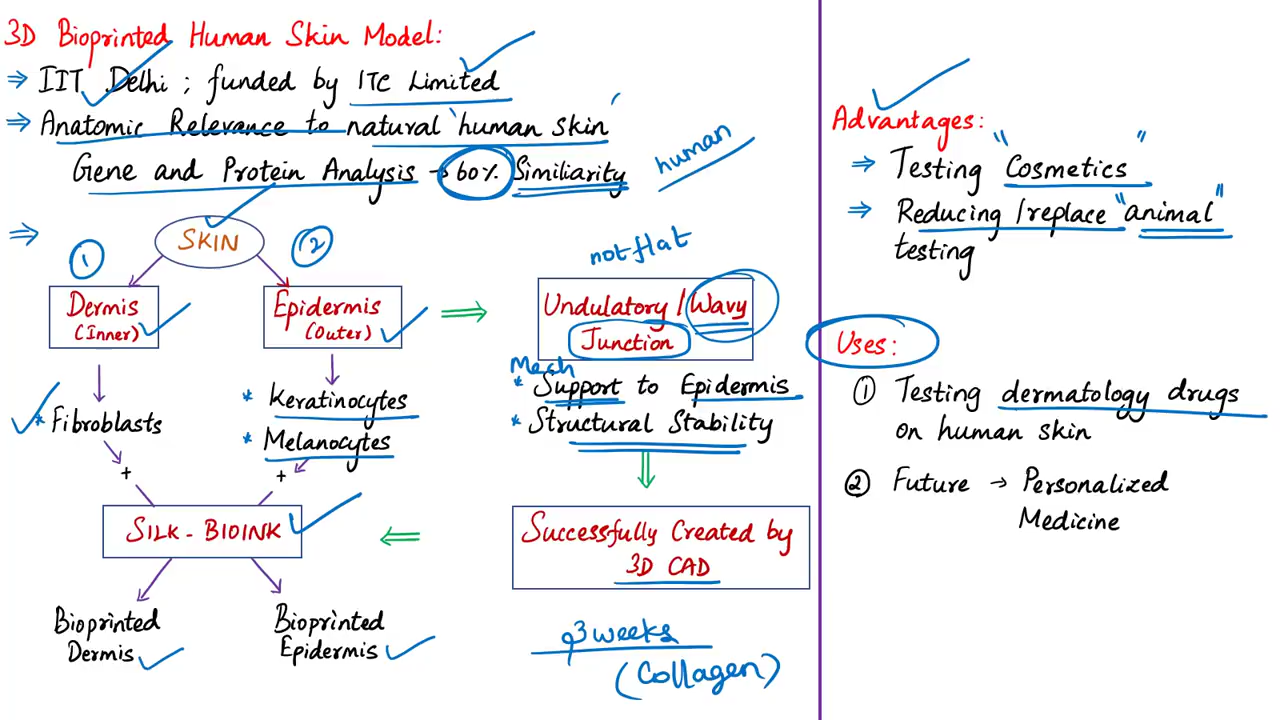 3D Bioprinted Human Skin Model:
⇒ IIT Delhi ; funded by ITC Limited
⇒ Anatomic Relevance to natural 'human skin'
Gene and Protein Analysis → 60% Similiarity
human
⇒
SKIN
① ②
Dermis
(Inner)
Epidermis
(Outer)
* Fibroblasts
* Keratinocytes
* Melanocytes
+ +
SILK - BIOINK
Bioprinted
Dermis
Bioprinted
Epidermis
not flat
Undulatory / Wavy
Junction
Mech
* Support to Epidermis
* Structural Stability
Successfully Created by
3D CAD
3 weeks
(Collagen)
Advantages:
⇒ Testing "Cosmetics"
⇒ Reducing / replace "animal"
testing
Uses:
① Testing dermatology drugs
on human skin
② Future → Personalized
Medicine